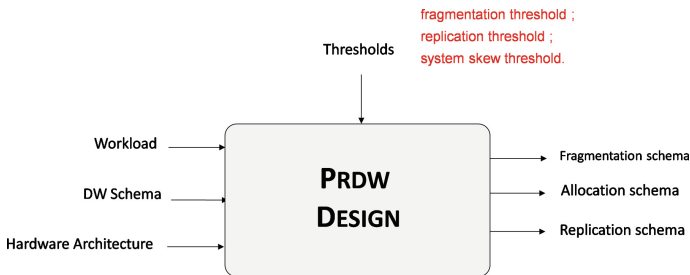 fragmentation threshold ;
replication threshold ;
system skew threshold.
Thresholds
Workload
DW Schema
Hardware Architecture
PRDW
DESIGN
Fragmentation schema
Allocation schema
Replication schema